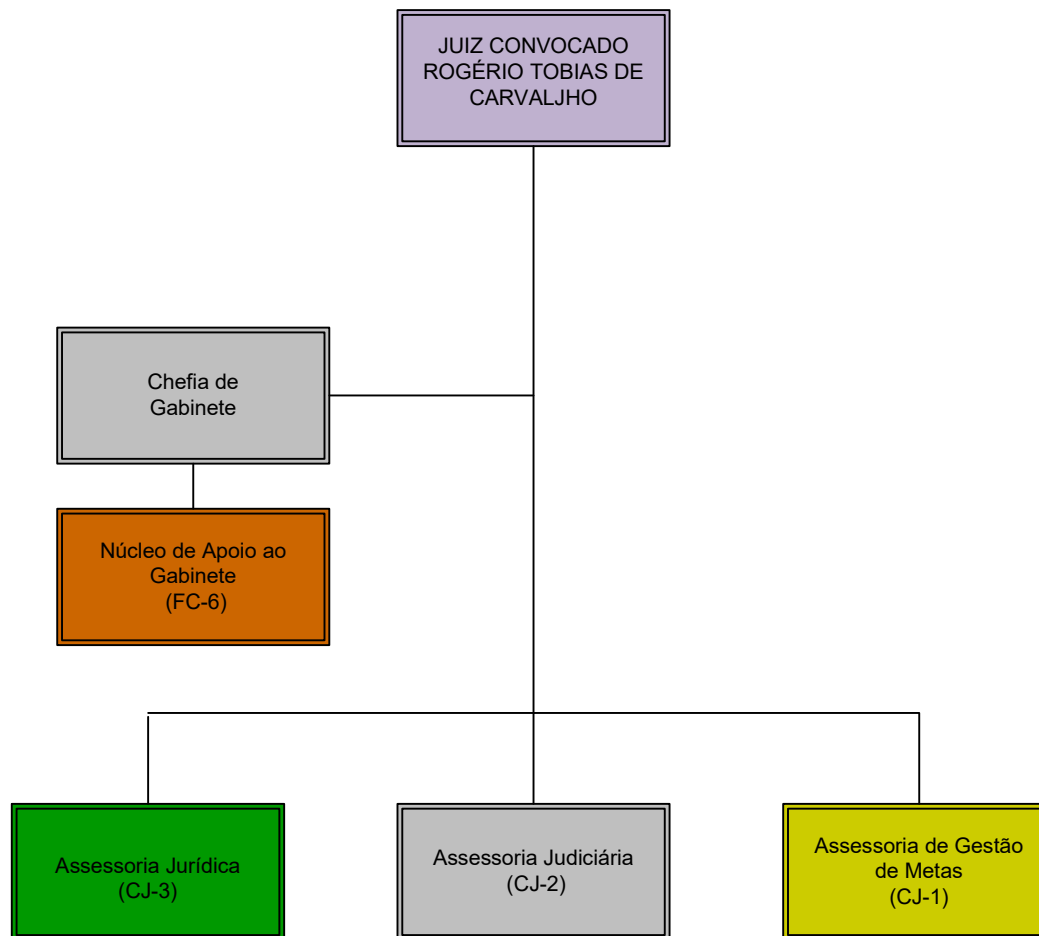 JUIZ CONVOCADO
ROGÉRIO TOBIAS DE
CARVALJHO
Chefia de
Gabinete
Núcleo de Apoio ao
Gabinete
(FC-6)
Assessoria Jurídica
(CJ-3)
Assessoria Judiciária
(CJ-2)
Assessoria de Gestão
de Metas
(CJ-1)